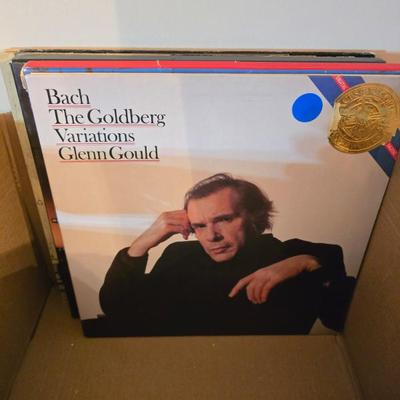 Bach
The Goldberg
Variations
Glenn Gould